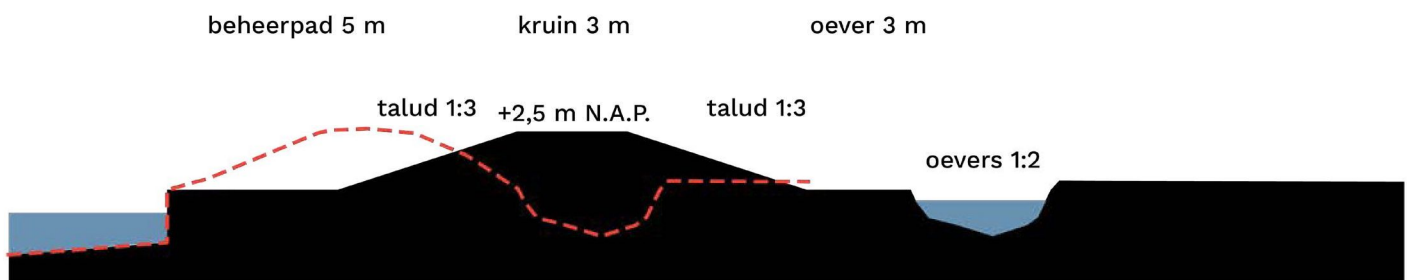 beheerpad 5 m
kruin 3 m
oever 3 m
talud 1:3
+2,5 m N.A.P.
talud 1:3
oevers 1:2